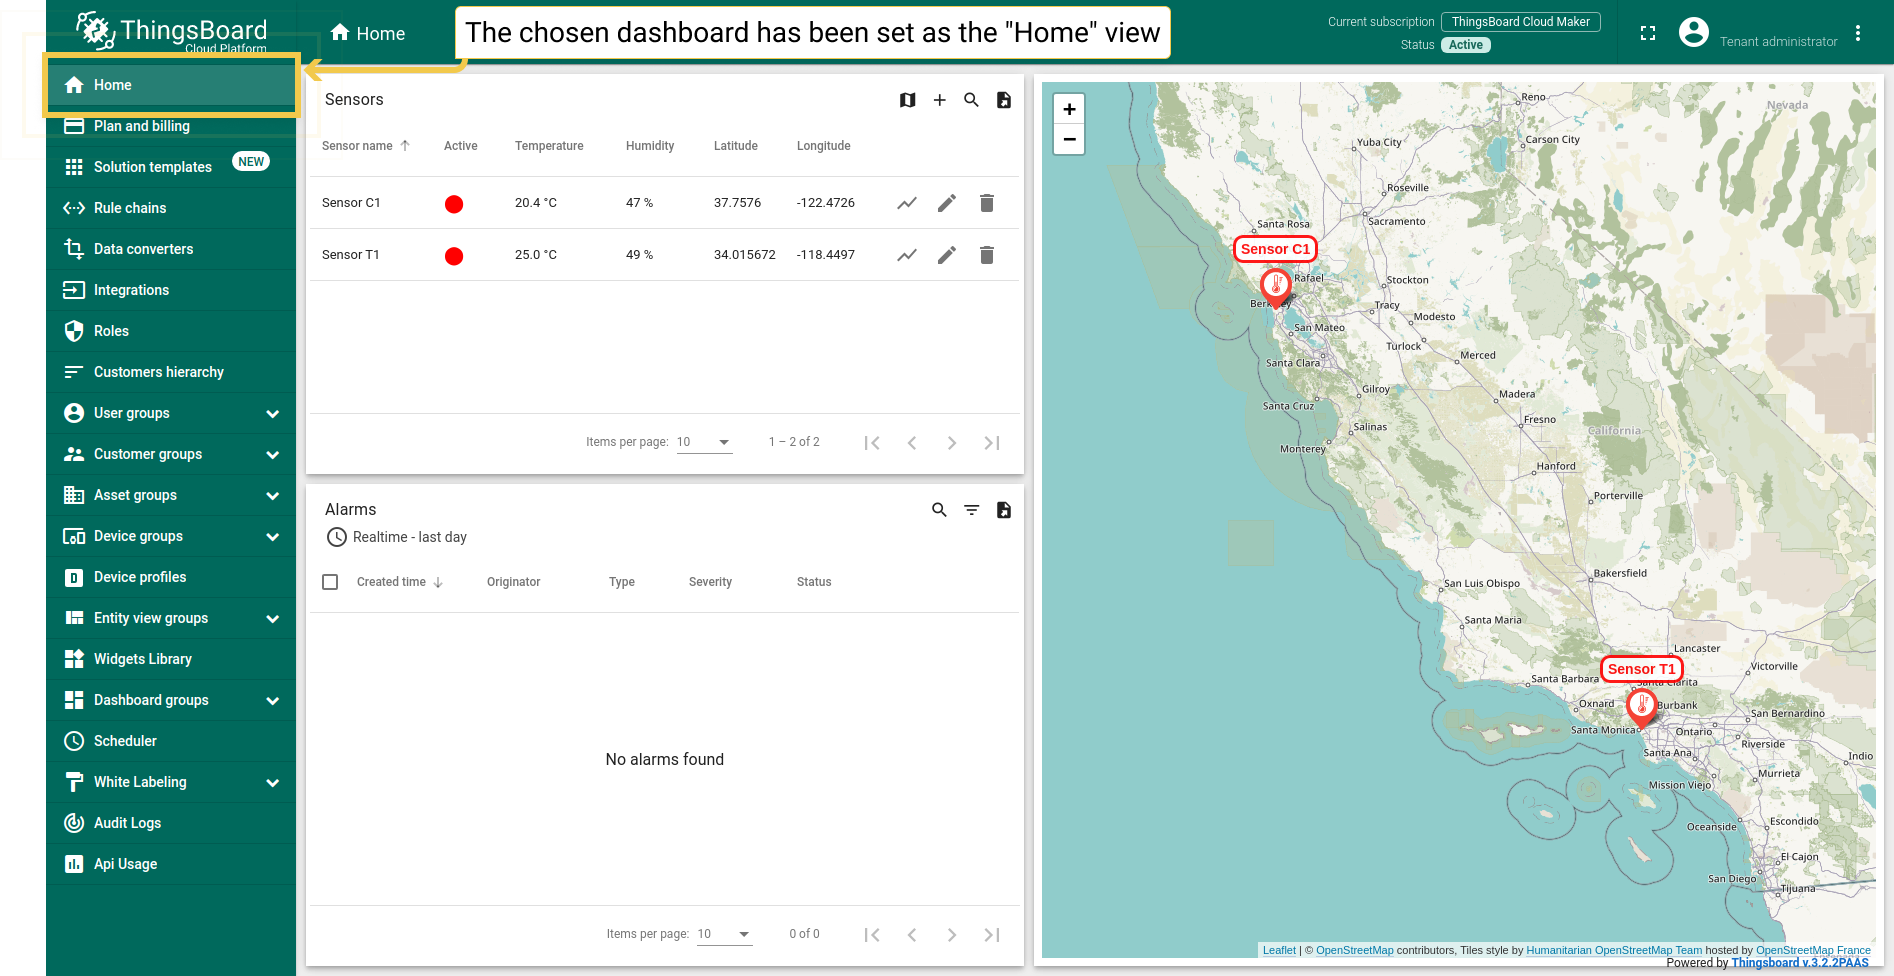 ThingsBoard
Cloud Platform
Home
The chosen dashboard has been set as the "Home" view
Current subscription ThingsBoard Cloud Maker
Status Active
Tenant administrator
Home
Plan and billing
Solution templates NEW
Rule chains
Data converters
Integrations
Roles
Customers hierarchy
User groups
Customer groups
Asset groups
Device groups
Device profiles
Entity view groups
Widgets Library
Dashboard groups
Scheduler
White Labeling
Audit Logs
Api Usage
Sensors
Sensor name Active Temperature Humidity Latitude Longitude
Sensor C1 20.4 °C 47 % 37.7576 -122.4726
Sensor T1 25.0 °C 49 % 34.015672 -118.4497
Items per page: 10 1 – 2 of 2
Alarms
Realtime - last day
Created time Originator Type Severity Status
No alarms found
Items per page: 10 0 of 0
+
−
Reno
Nevada
Carson City
Yuba City
Roseville
Sacramento
Santa Rosa
Sensor C1
Rafael
Stockton
Tracy
Modesto
San Mateo
Turlock
Merced
Santa Clara
Gilroy
Madera
Santa Cruz
Fresno
Salinas
California
Monterey
Hanford
Porterville
Bakersfield
San Luis Obispo
Santa Maria
Lancaster
Victorville
Sensor T1
Santa Barbara
Santa Clarita
Oxnard
Burbank
San Bernardino
Santa Monica
Ontario
Riverside
Santa Ana
Indio
Murrieta
Mission Viejo
Escondido
Oceanside
El Cajon
San Diego
Tijuana
Leaflet | © OpenStreetMap contributors, Tiles style by Humanitarian OpenStreetMap Team hosted by OpenStreetMap France
Powered by Thingsboard v.3.2.2PAAS